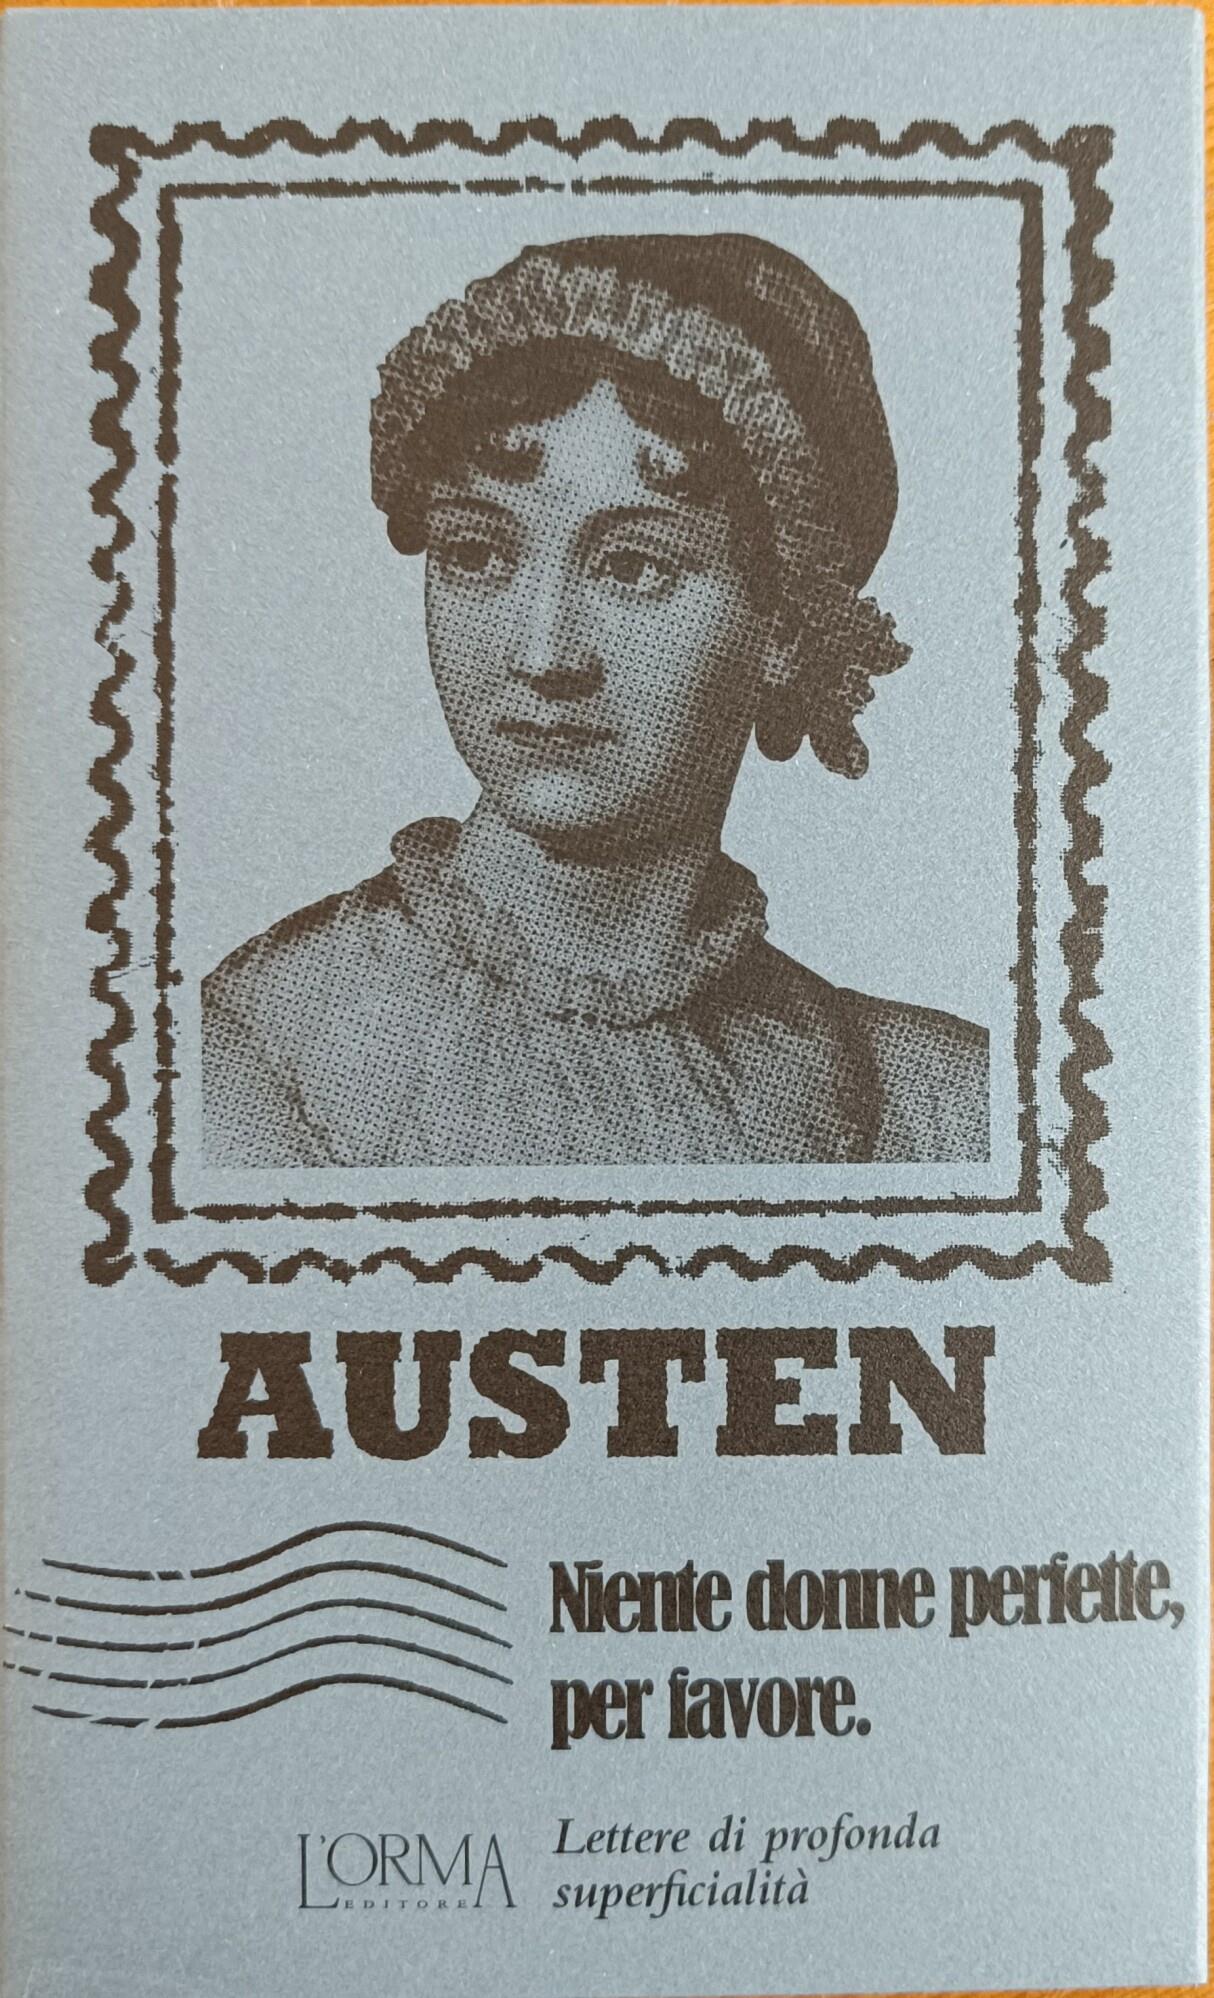 AUSTEN
Niente donne perfette,
per favore.
L'ORMA
EDITORE
Lettere di profonda
superficialità